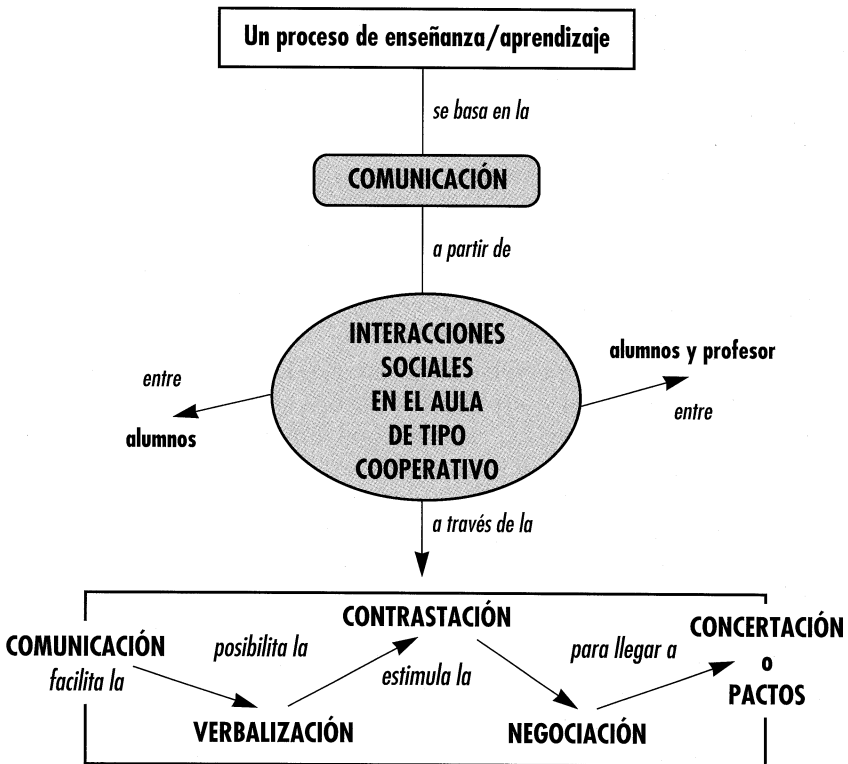 Un proceso de enseñanza/aprendizaje
se basa en la
COMUNICACIÓN
a partir de
INTERACCIONES
SOCIALES
EN EL AULA
DE TIPO
COOPERATIVO
entre
alumnos
alumnos y profesor
entre
a través de la
COMUNICACIÓN
facilita la
VERBALIZACIÓN
posibilita la
CONTRASTACIÓN
estimula la
NEGOCIACIÓN
para llegar a
CONCERTACIÓN
o
PACTOS